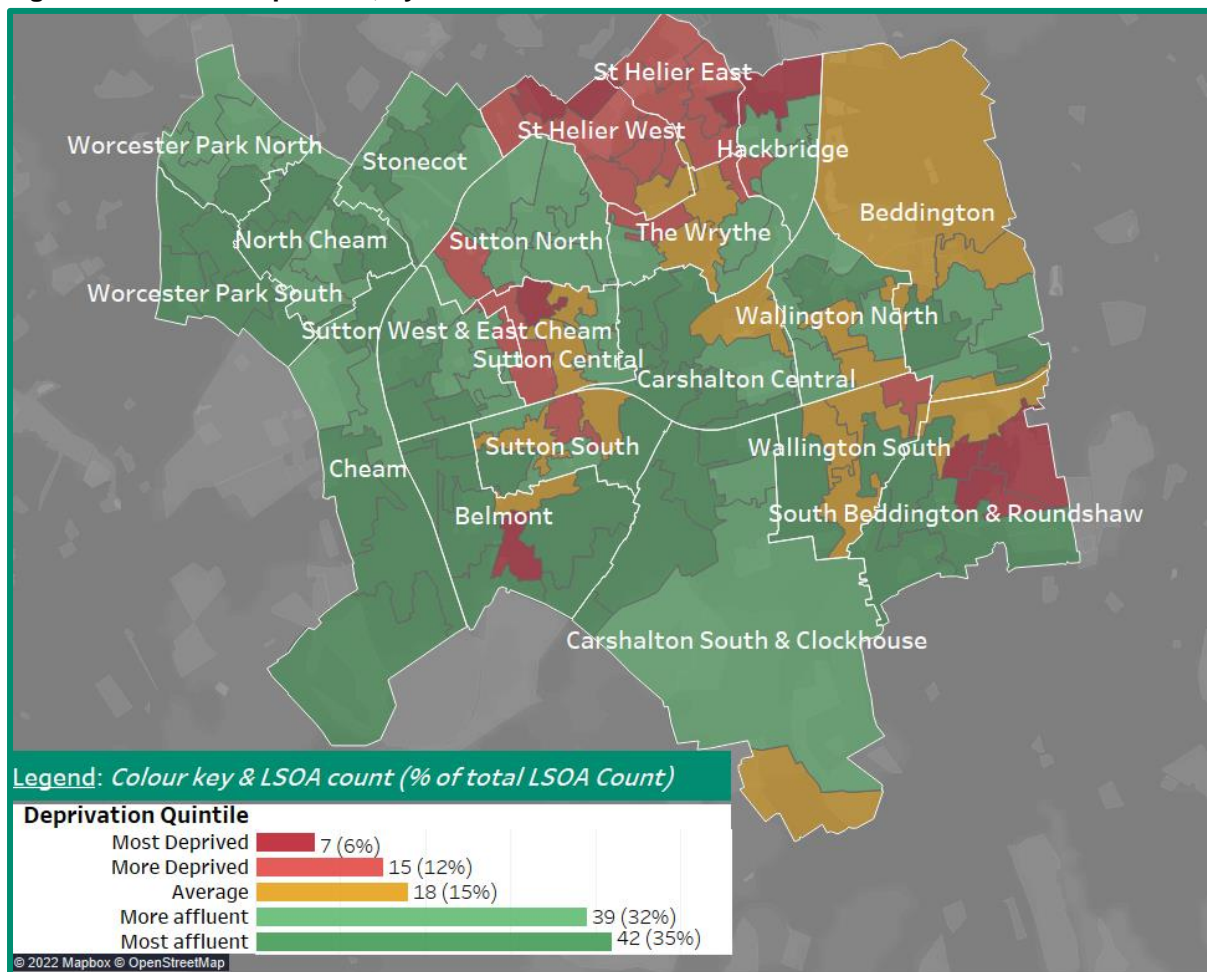 St Helier East
St Helier West
Worcester Park North
Stonecot
Hackbridge
Beddington
North Cheam
Sutton North
The Wrythe
Worcester Park South
Sutton West & East Cheam
Wallington North
Sutton Central
Carshalton Central
Sutton South
Wallington South
Cheam
Belmont
South Beddington & Roundshaw
Carshalton South & Clockhouse
Legend: Colour key & LSOA count (% of total LSOA Count)
Deprivation Quintile
Most Deprived 7 (6%)
More Deprived 15 (12%)
Average 18 (15%)
More affluent 39 (32%)
Most affluent 42 (35%)
© 2022 Mapbox © OpenStreetMap